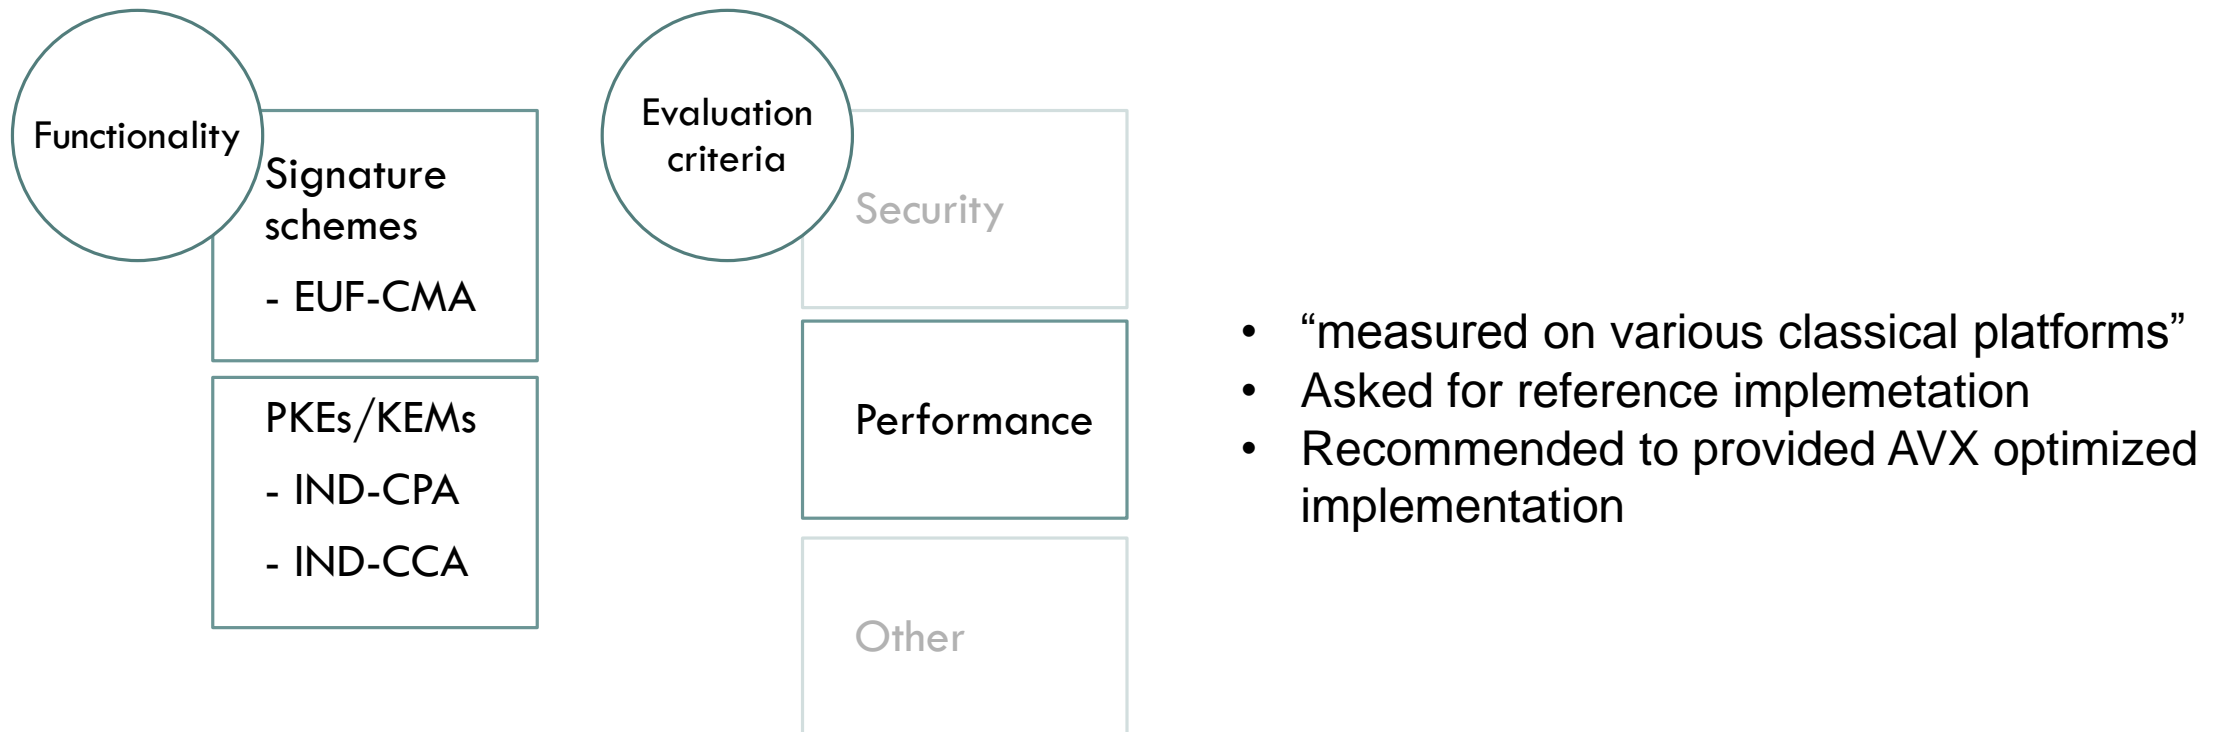 Functionality
Signature
schemes
- EUF-CMA
PKEs/KEMs
- IND-CPA
- IND-CCA
Evaluation
criteria
Security
Performance
Other
• “measured on various classical platforms”
• Asked for reference implemetation
• Recommended to provided AVX optimized
implementation